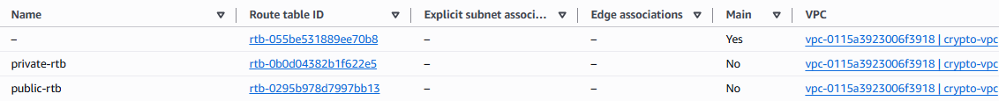 Name Route table ID Explicit subnet associ... Edge associations Main VPC
– rtb-055be531889ee70b8 – – Yes vpc-0115a3923006f3918 | crypto-vpc
private-rtb rtb-0b0d04382b1f622e5 – – No vpc-0115a3923006f3918 | crypto-vpc
public-rtb rtb-0295b978d7997bb13 – – No vpc-0115a3923006f3918 | crypto-vpc